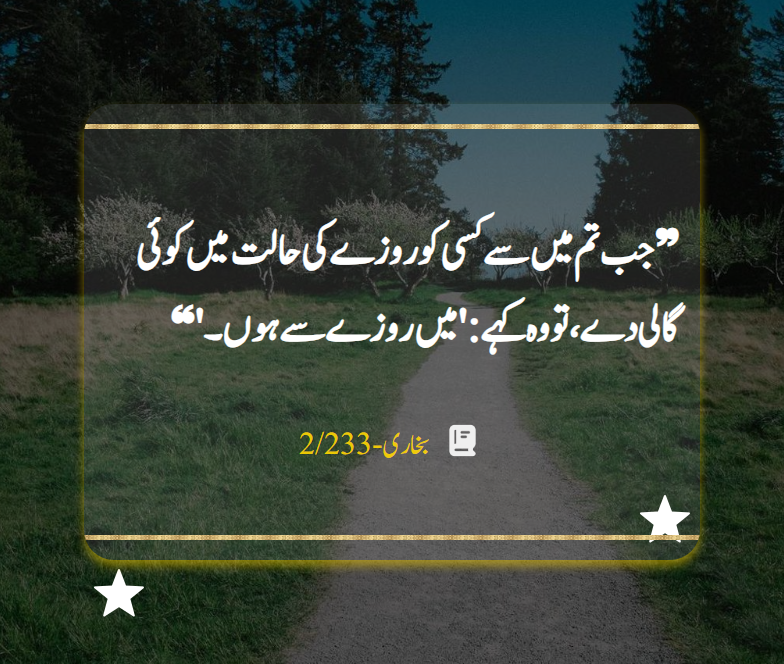 ”جب تم میں سے کسی کو روزے کی حالت میں کوئی
گالی دے، تو وہ کہے: 'میں روزے سے ہوں۔'“
بخاری-2/233